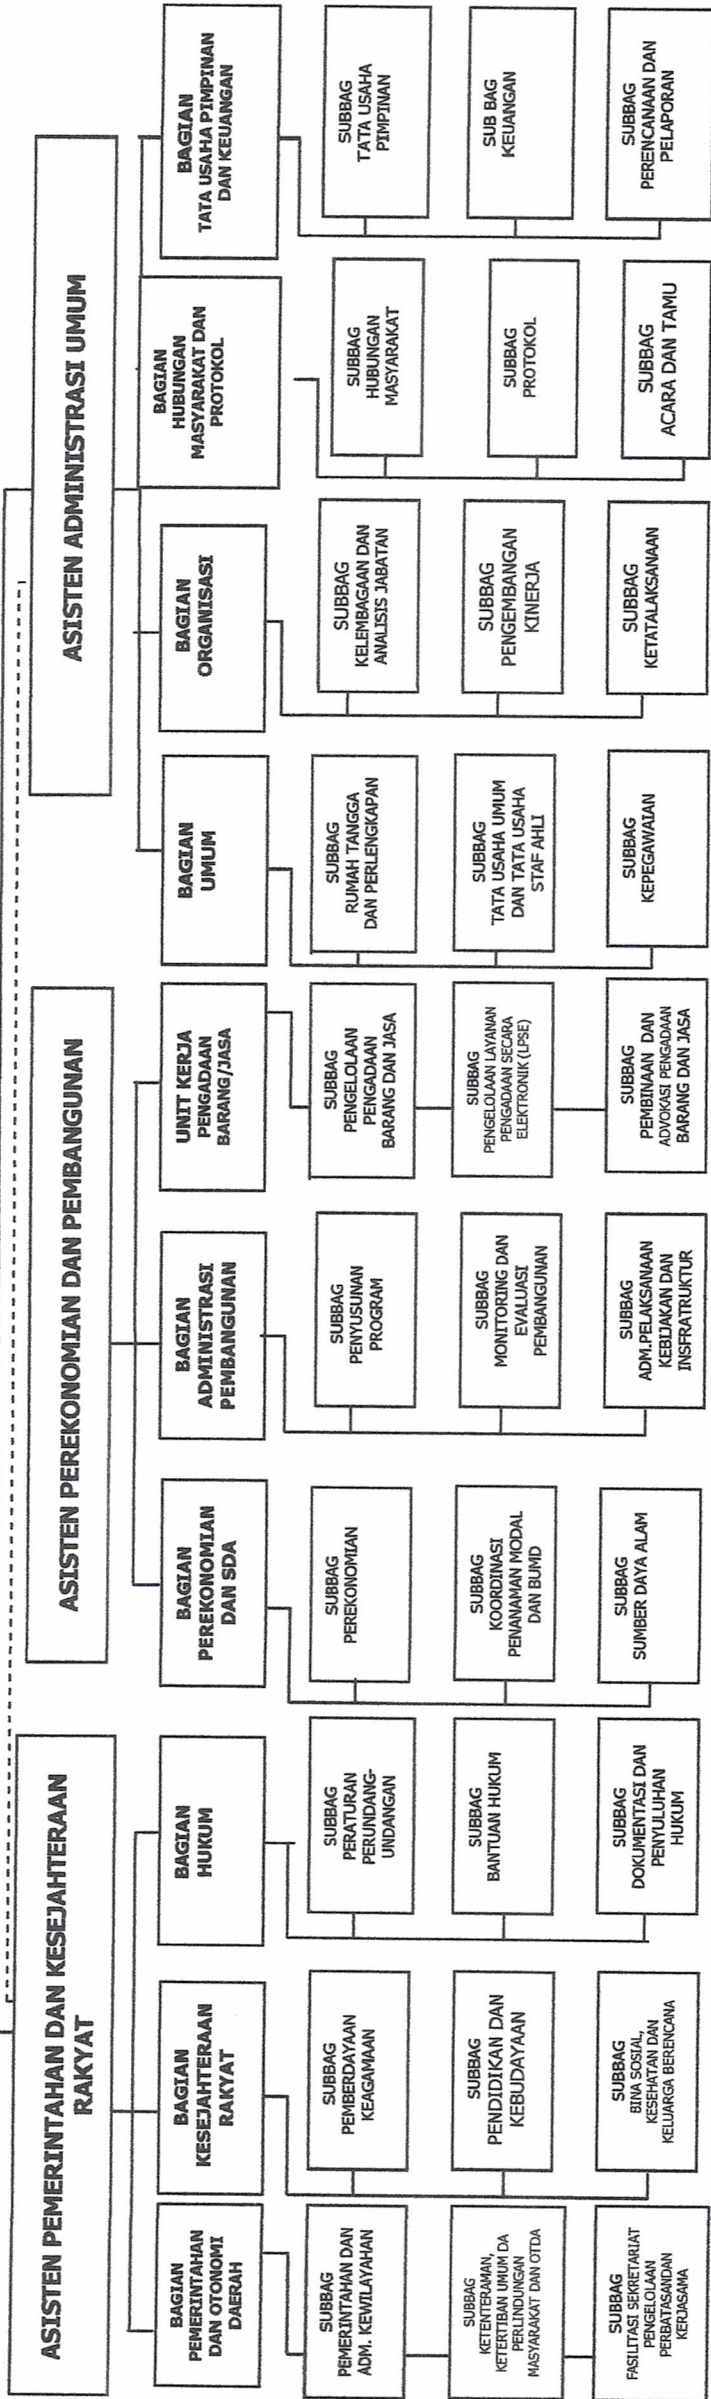 ASISTEN PEMERINTAHAN DAN KESEJAHTERAAN
RAKYAT
BAGIAN
PEMERINTAHAN
DAN OTONOMI
DAERAH
SUBBAG
PEMERINTAHAN DAN
ADM. KEWILAYAHAN
SUBBAG
KETENTERAMAN,
KETERTIBAN UMUM DA
PERLINDUNGAN
MASYARAKAT DAN OTDA
SUBBAG
FASILITASI SEKRETARIAT
PENGELOLAAN
PERBATASANDAN
KERJASAMA
BAGIAN
KESEJAHTERAAN
RAKYAT
SUBBAG
PEMBERDAYAAN
KEAGAMAAN
SUBBAG
PENDIDIKAN DAN
KEBUDAYAAN
SUBBAG
BINA SOSIAL,
KESEHATAN DAN
KELUARGA BERENCANA
BAGIAN
HUKUM
SUBBAG
PERATURAN
PERUNDANG-
UNDANGAN
SUBBAG
BANTUAN HUKUM
SUBBAG
DOKUMENTASI DAN
PENYULUHAN
HUKUM
ASISTEN PEREKONOMIAN DAN PEMBANGUNAN
BAGIAN
PEREKONOMIAN
DAN SDA
SUBBAG
PEREKONOMIAN
SUBBAG
KOORDINASI
PENANAMAN MODAL
DAN BUMD
SUBBAG
SUMBER DAYA ALAM
BAGIAN
ADMINISTRASI
PEMBANGUNAN
SUBBAG
PENYUSUNAN
PROGRAM
SUBBAG
MONITORING DAN
EVALUASI
PEMBANGUNAN
SUBBAG
ADM.PELAKSANAAN
KEBIJAKAN DAN
INSFRATRUKTUR
UNIT KERJA
PENGADAAN
BARANG/JASA
SUBBAG
PENGELOLAAN
PENGADAAN
BARANG DAN JASA
SUBBAG
PENGELOLAAN LAYANAN
PENGADAAN SECARA
ELEKTRONIK (LPSE)
SUBBAG
PEMBINAAN DAN
ADVOKASI PENGADAAN
BARANG DAN JASA
ASISTEN ADMINISTRASI UMUM
BAGIAN
UMUM
SUBBAG
RUMAH TANGGA
DAN PERLENGKAPAN
SUBBAG
TATA USAHA UMUM
DAN TATA USAHA
STAF AHLI
SUBBAG
KEPEGAWAIAN
BAGIAN
ORGANISASI
SUBBAG
KELEMBAGAAN DAN
ANALISIS JABATAN
SUBBAG
PENGEMBANGAN
KINERJA
SUBBAG
KETATALAKSANAAN
BAGIAN
HUBUNGAN
MASYARAKAT DAN
PROTOKOL
SUBBAG
HUBUNGAN
MASYARAKAT
SUBBAG
PROTOKOL
SUBBAG
ACARA DAN TAMU
BAGIAN
TATA USAHA PIMPINAN
DAN KEUANGAN
SUBBAG
TATA USAHA
PIMPINAN
SUB BAG
KEUANGAN
SUBBAG
PERENCANAAN DAN
PELAPORAN